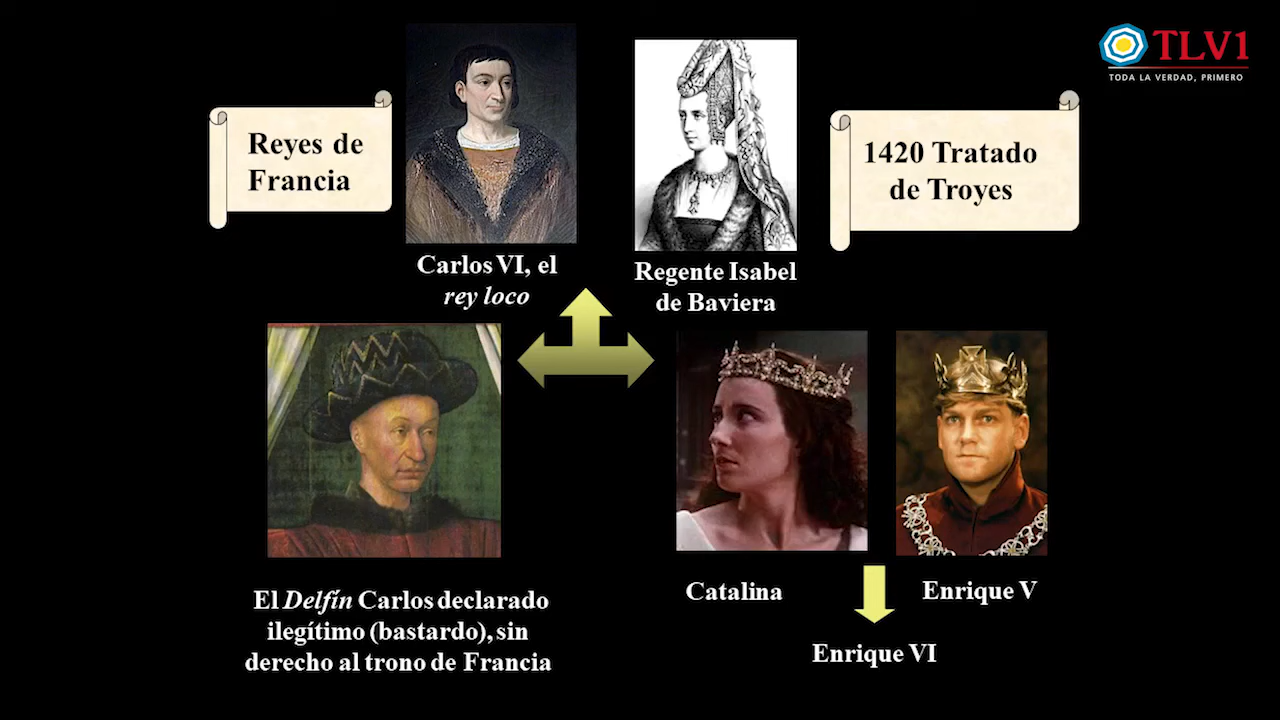 TLV1
TODA LA VERDAD, PRIMERO
Reyes de
Francia
1420 Tratado
de Troyes
Carlos VI, el
rey loco
Regente Isabel
de Baviera
El Delfín Carlos declarado
ilegítimo (bastardo), sin
derecho al trono de Francia
Catalina
Enrique V
Enrique VI